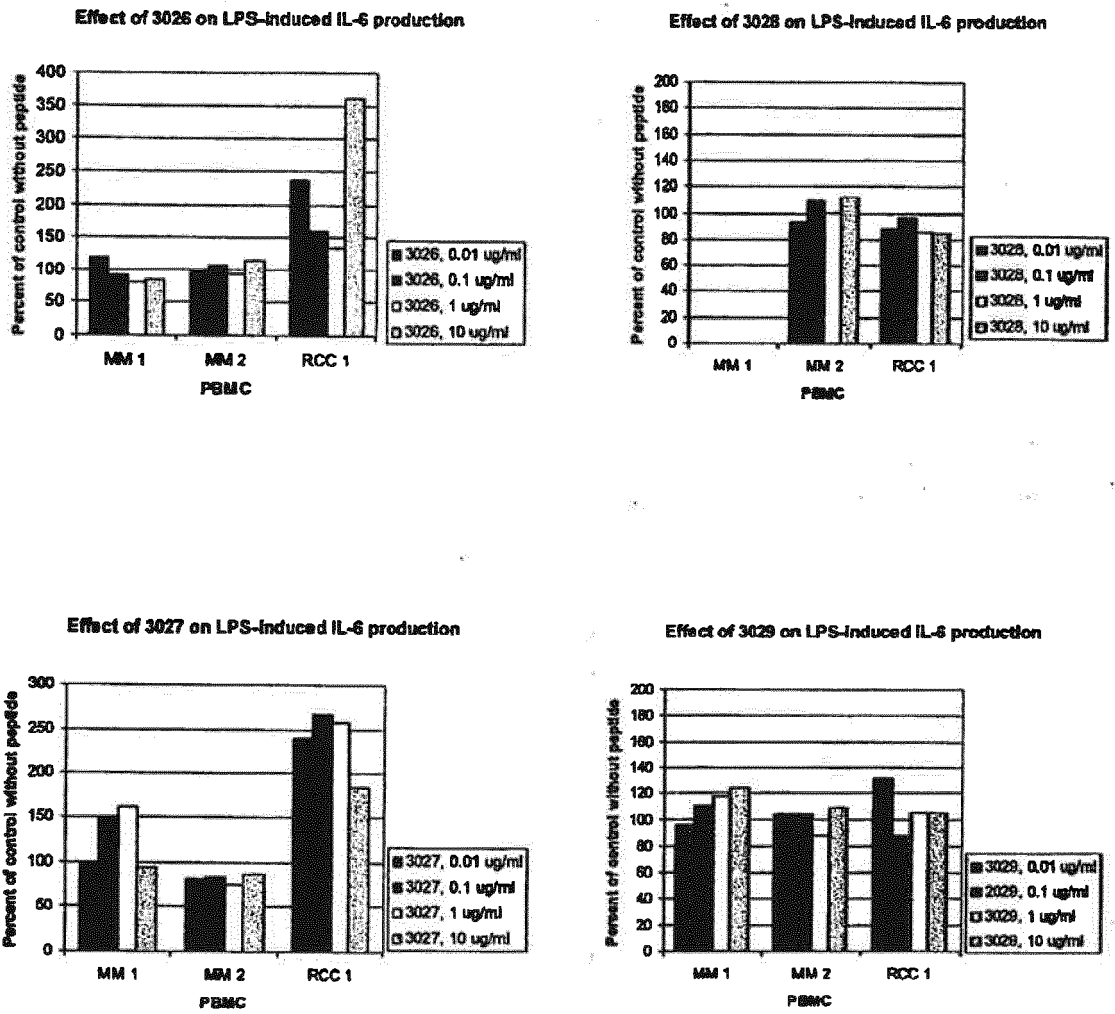 Effect of 3026 on LPS-induced IL-6 production
Percent of control without peptide
400
350
300
250
200
150
100
50
0
MM 1
MM 2
RCC 1
PBMC
3026, 0.01 ug/ml
3026, 0.1 ug/ml
3026, 1 ug/ml
3026, 10 ug/ml
Effect of 3028 on LPS-induced IL-6 production
Percent of control without peptide
200
180
160
140
120
100
80
60
40
20
0
MM 1
MM 2
RCC 1
PBMC
3028, 0.01 ug/ml
3028, 0.1 ug/ml
3028, 1 ug/ml
3028, 10 ug/ml
Effect of 3027 on LPS-induced IL-6 production
Percent of control without peptide
300
250
200
150
100
50
0
MM 1
MM 2
RCC 1
PBMC
3027, 0.01 ug/ml
3027, 0.1 ug/ml
3027, 1 ug/ml
3027, 10 ug/ml
Effect of 3029 on LPS-induced IL-6 production
Percent of control without peptide
200
180
160
140
120
100
80
60
40
20
0
MM 1
MM 2
RCC 1
PBMC
3029, 0.01 ug/ml
2029, 0.1 ug/ml
3029, 1 ug/ml
3029, 10 ug/ml